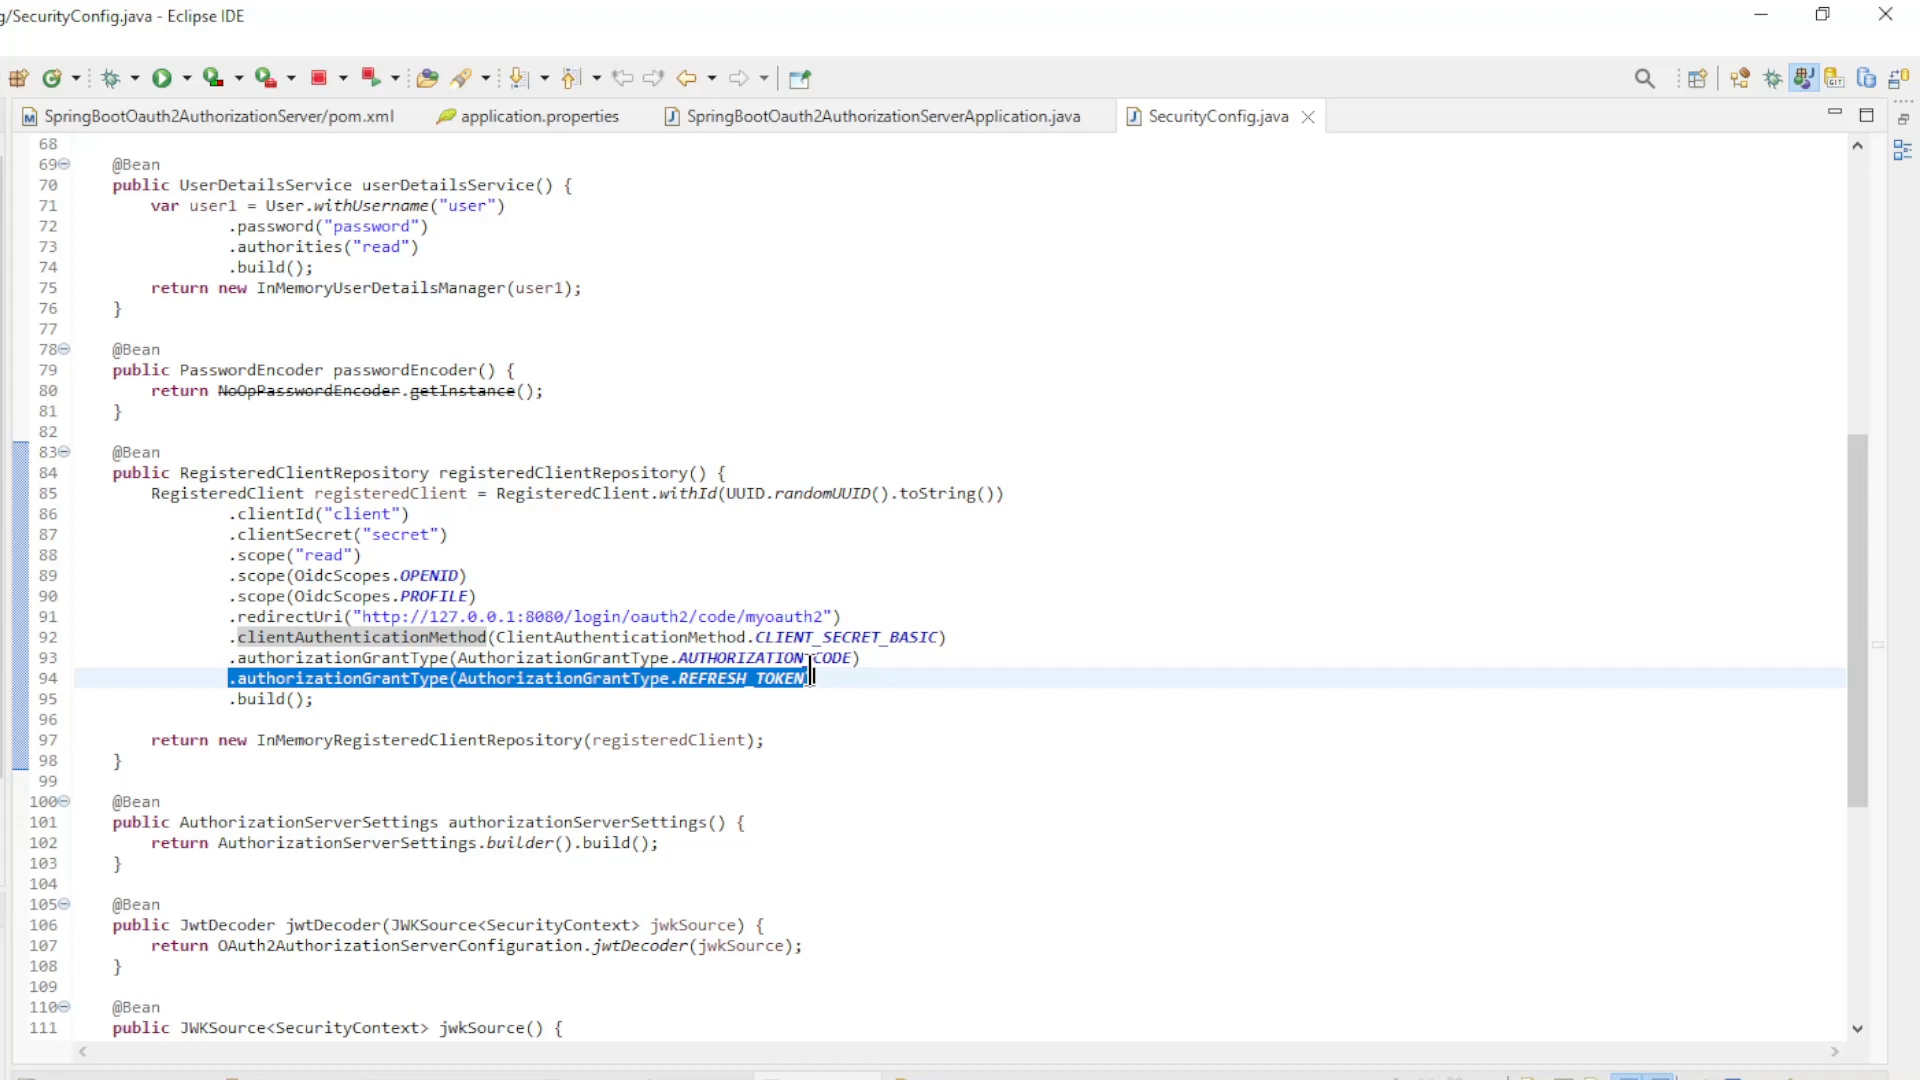 g/SecurityConfig.java - Eclipse IDE
SpringBootOauth2AuthorizationServer/pom.xml
application.properties
SpringBootOauth2AuthorizationServerApplication.java
SecurityConfig.java
68
69 @Bean
70 public UserDetailsService userDetailsService() {
71 var user1 = User.withUsername("user")
72 .password("password")
73 .authorities("read")
74 .build();
75 return new InMemoryUserDetailsManager(user1);
76 }
77
78 @Bean
79 public PasswordEncoder passwordEncoder() {
80 return NoOpPasswordEncoder.getInstance();
81 }
82
83 @Bean
84 public RegisteredClientRepository registeredClientRepository() {
85 RegisteredClient registeredClient = RegisteredClient.withId(UUID.randomUUID().toString())
86 .clientId("client")
87 .clientSecret("secret")
88 .scope("read")
89 .scope(OidcScopes.OPENID)
90 .scope(OidcScopes.PROFILE)
91 .redirectUri("http://127.0.0.1:8080/login/oauth2/code/myoauth2")
92 .clientAuthenticationMethod(ClientAuthenticationMethod.CLIENT_SECRET_BASIC)
93 .authorizationGrantType(AuthorizationGrantType.AUTHORIZATION_CODE)
94 .authorizationGrantType(AuthorizationGrantType.REFRESH_TOKEN)
95 .build();
96
97 return new InMemoryRegisteredClientRepository(registeredClient);
98 }
99
100 @Bean
101 public AuthorizationServerSettings authorizationServerSettings() {
102 return AuthorizationServerSettings.builder().build();
103 }
104
105 @Bean
106 public JwtDecoder jwtDecoder(JWKSource<SecurityContext> jwkSource) {
107 return OAuth2AuthorizationServerConfiguration.jwtDecoder(jwkSource);
108 }
109
110 @Bean
111 public JWKSource<SecurityContext> jwkSource() {